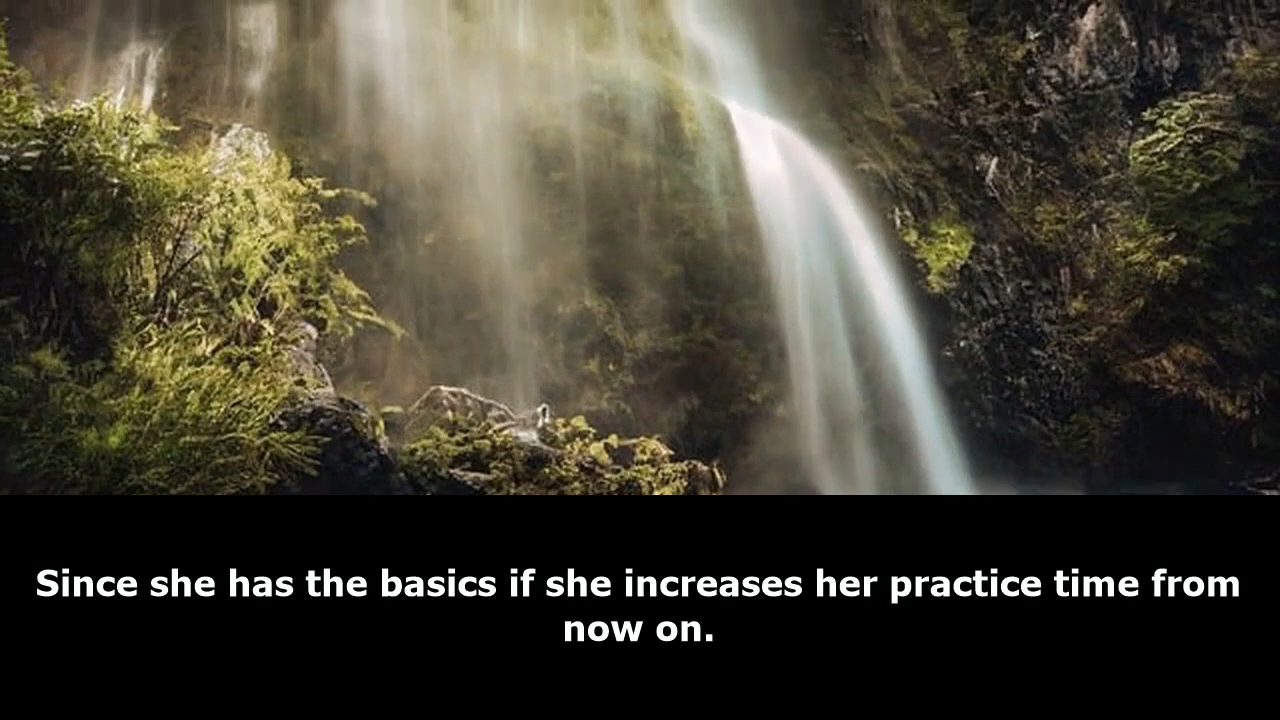 Since she has the basics if she increases her practice time from
now on.